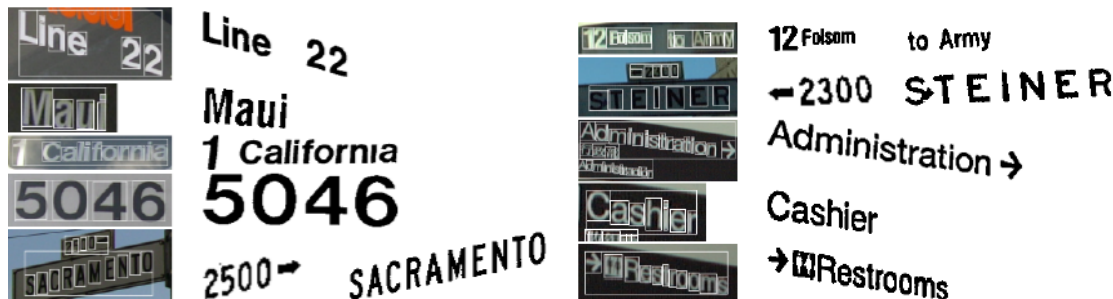 Line 22
Line 22
Maui
Maui
1 California
1 California
5046
5046
SACRAMENTO
2500 SACRAMENTO
12 Folsom to Army
12 Folsom to Army
2300
STEINER
←2300 STEINER
Administration →
Administration
Administration →
Cashier
Cashier
→ Restrooms
→ Restrooms